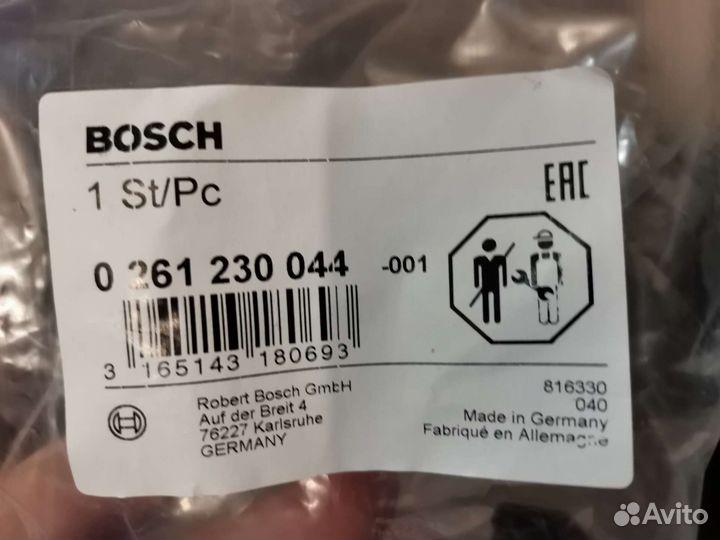 BOSCH
1 St/Pc
EAC
0 261 230 044 -001
3 165143 180693
Robert Bosch GmbH
Auf der Breit 4
76227 Karlsruhe
GERMANY
816330
040
Made in Germany
Fabriqué en Allemagne
Avito